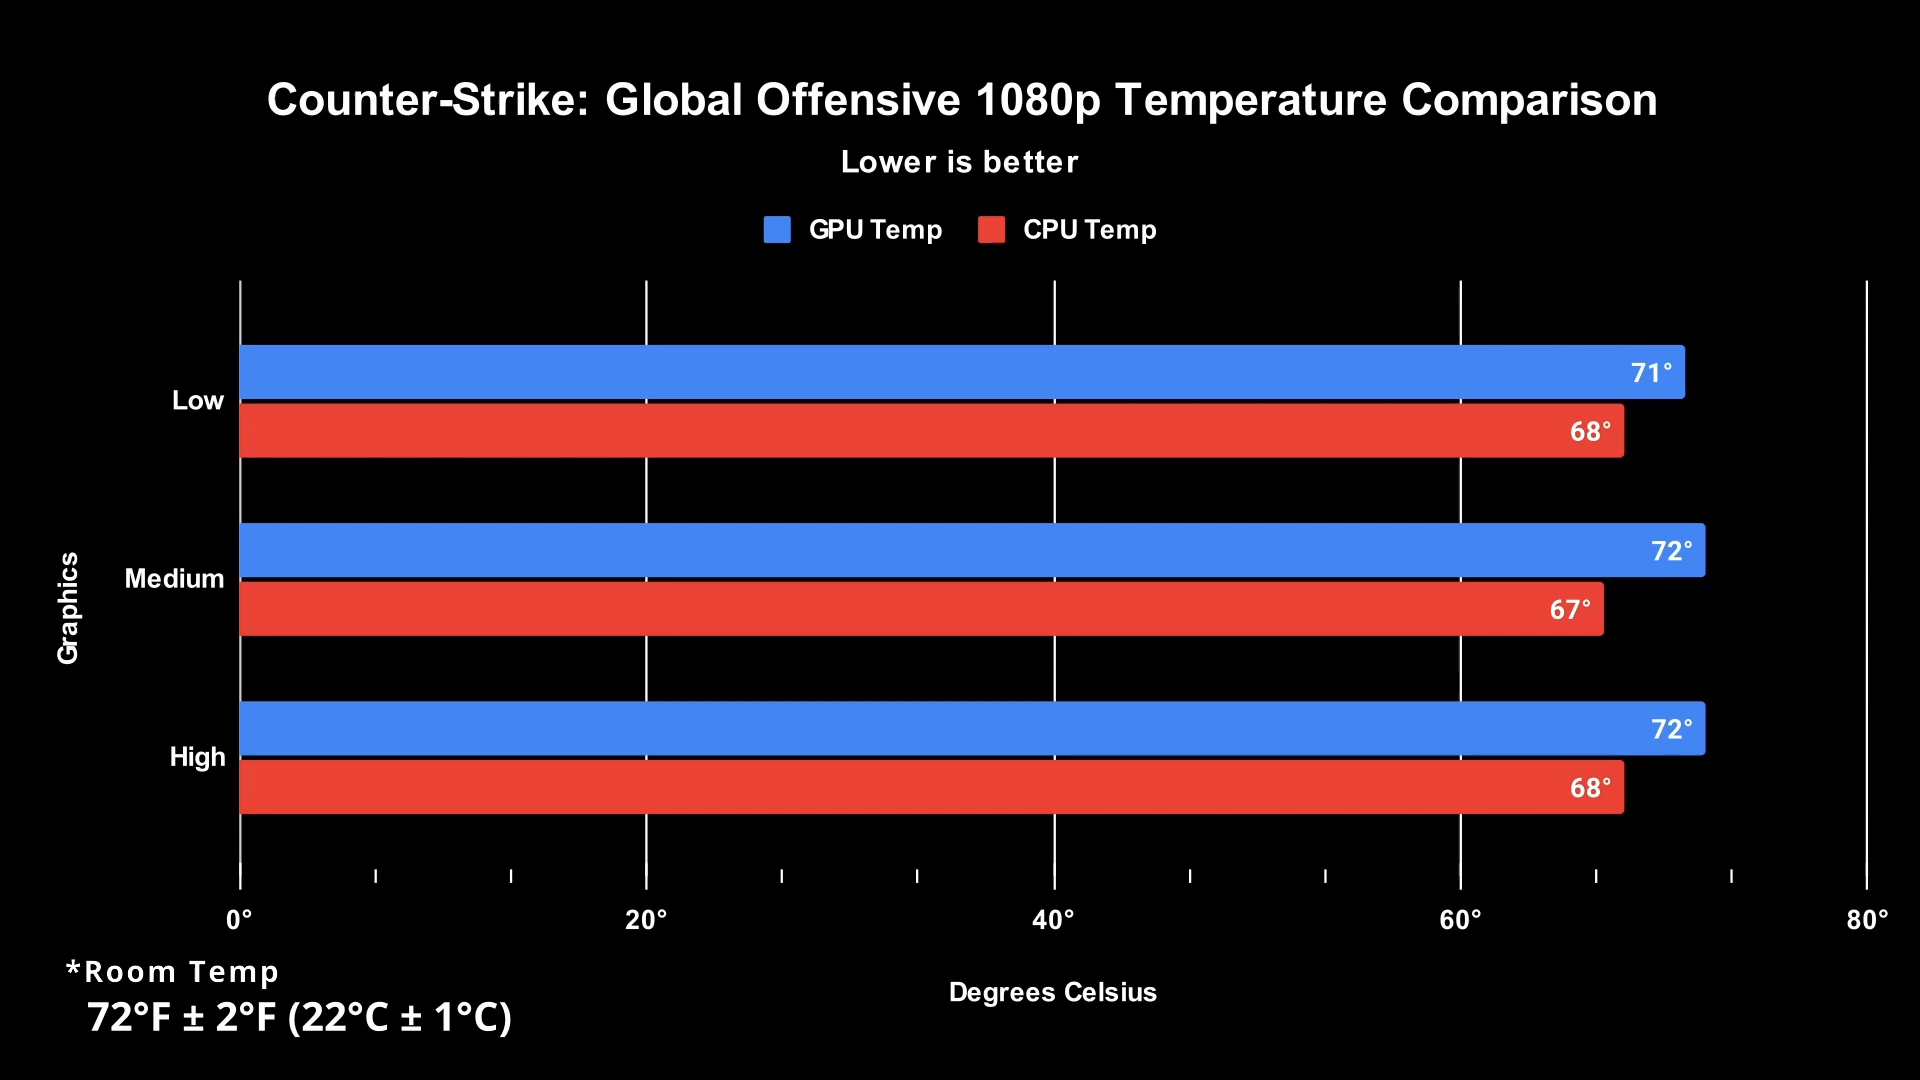 Counter-Strike: Global Offensive 1080p Temperature Comparison
Lower is better
GPU Temp
CPU Temp
Graphics
Low
71°
68°
Medium
72°
67°
High
72°
68°
0°
20°
40°
60°
80°
Degrees Celsius
*Room Temp
72°F ± 2°F (22°C ± 1°C)